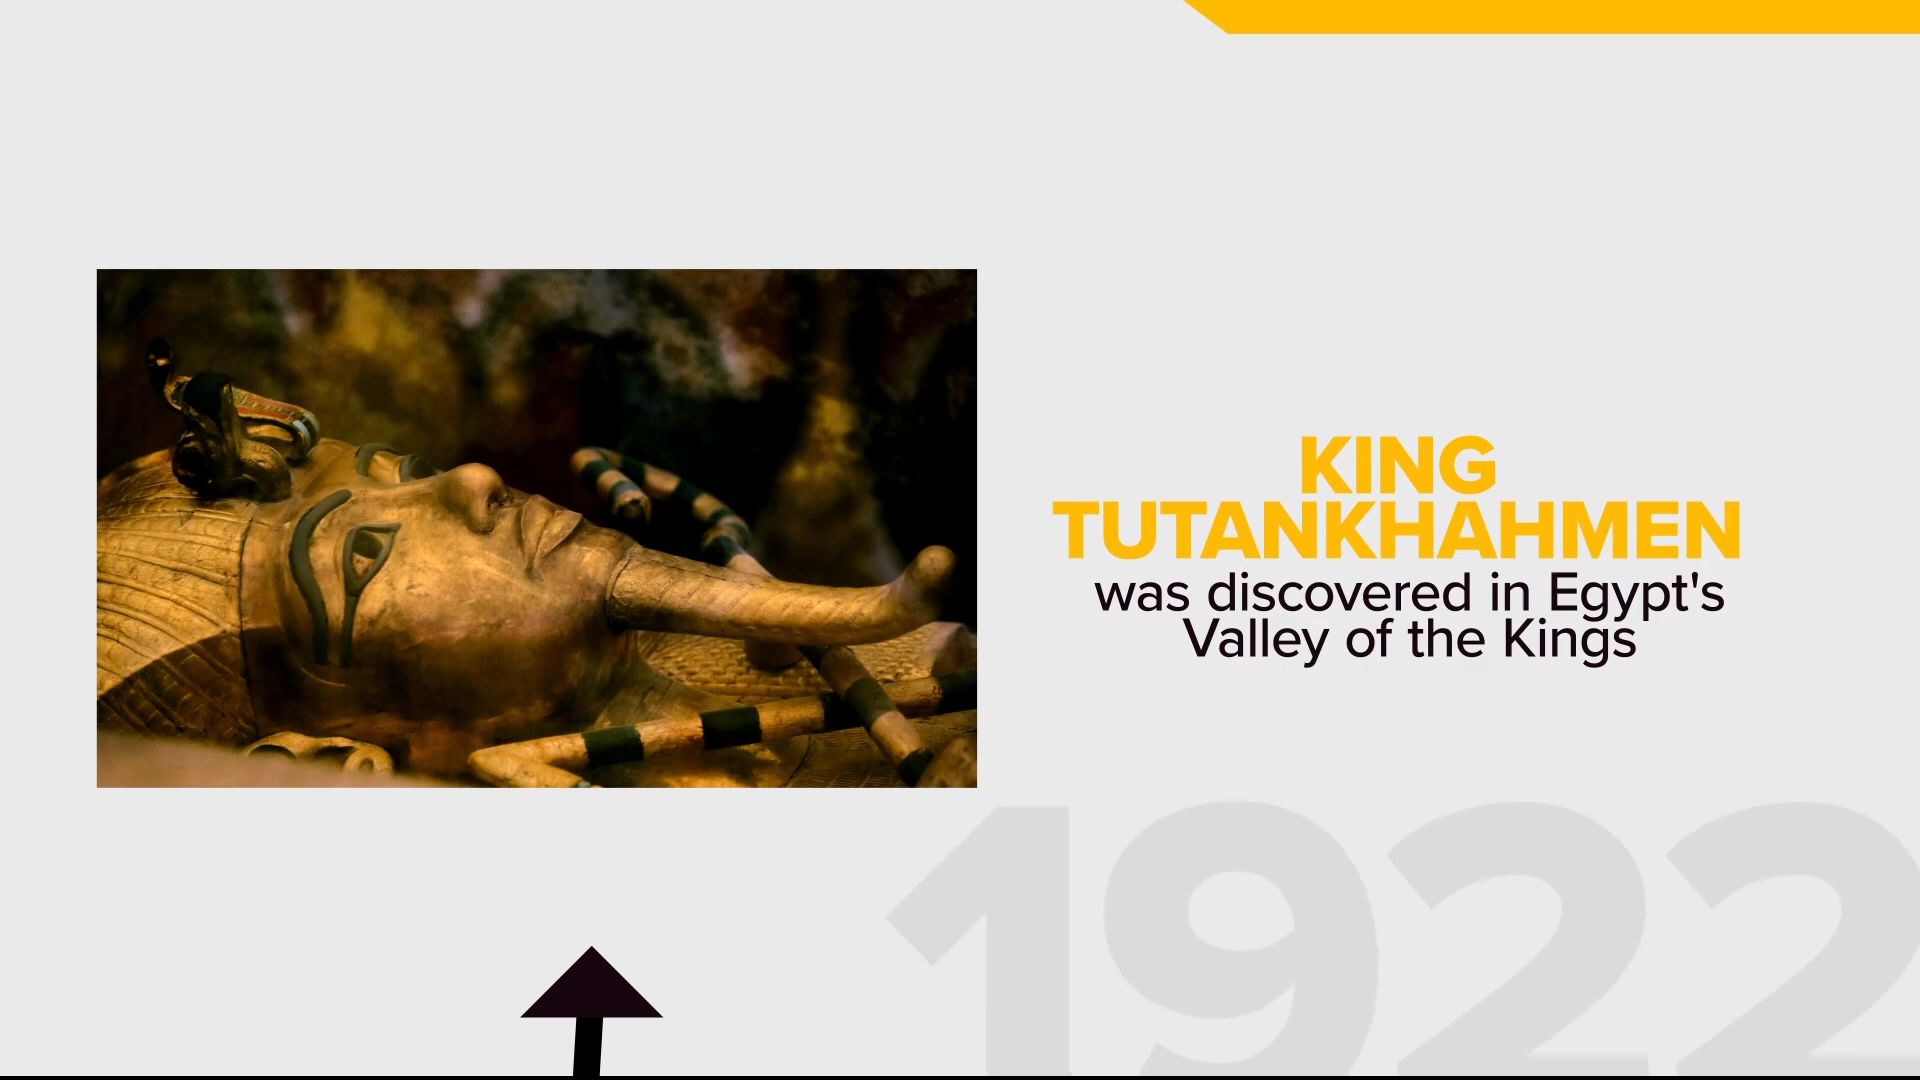 KING
TUTANKHAHMEN
was discovered in Egypt's
Valley of the Kings
1922